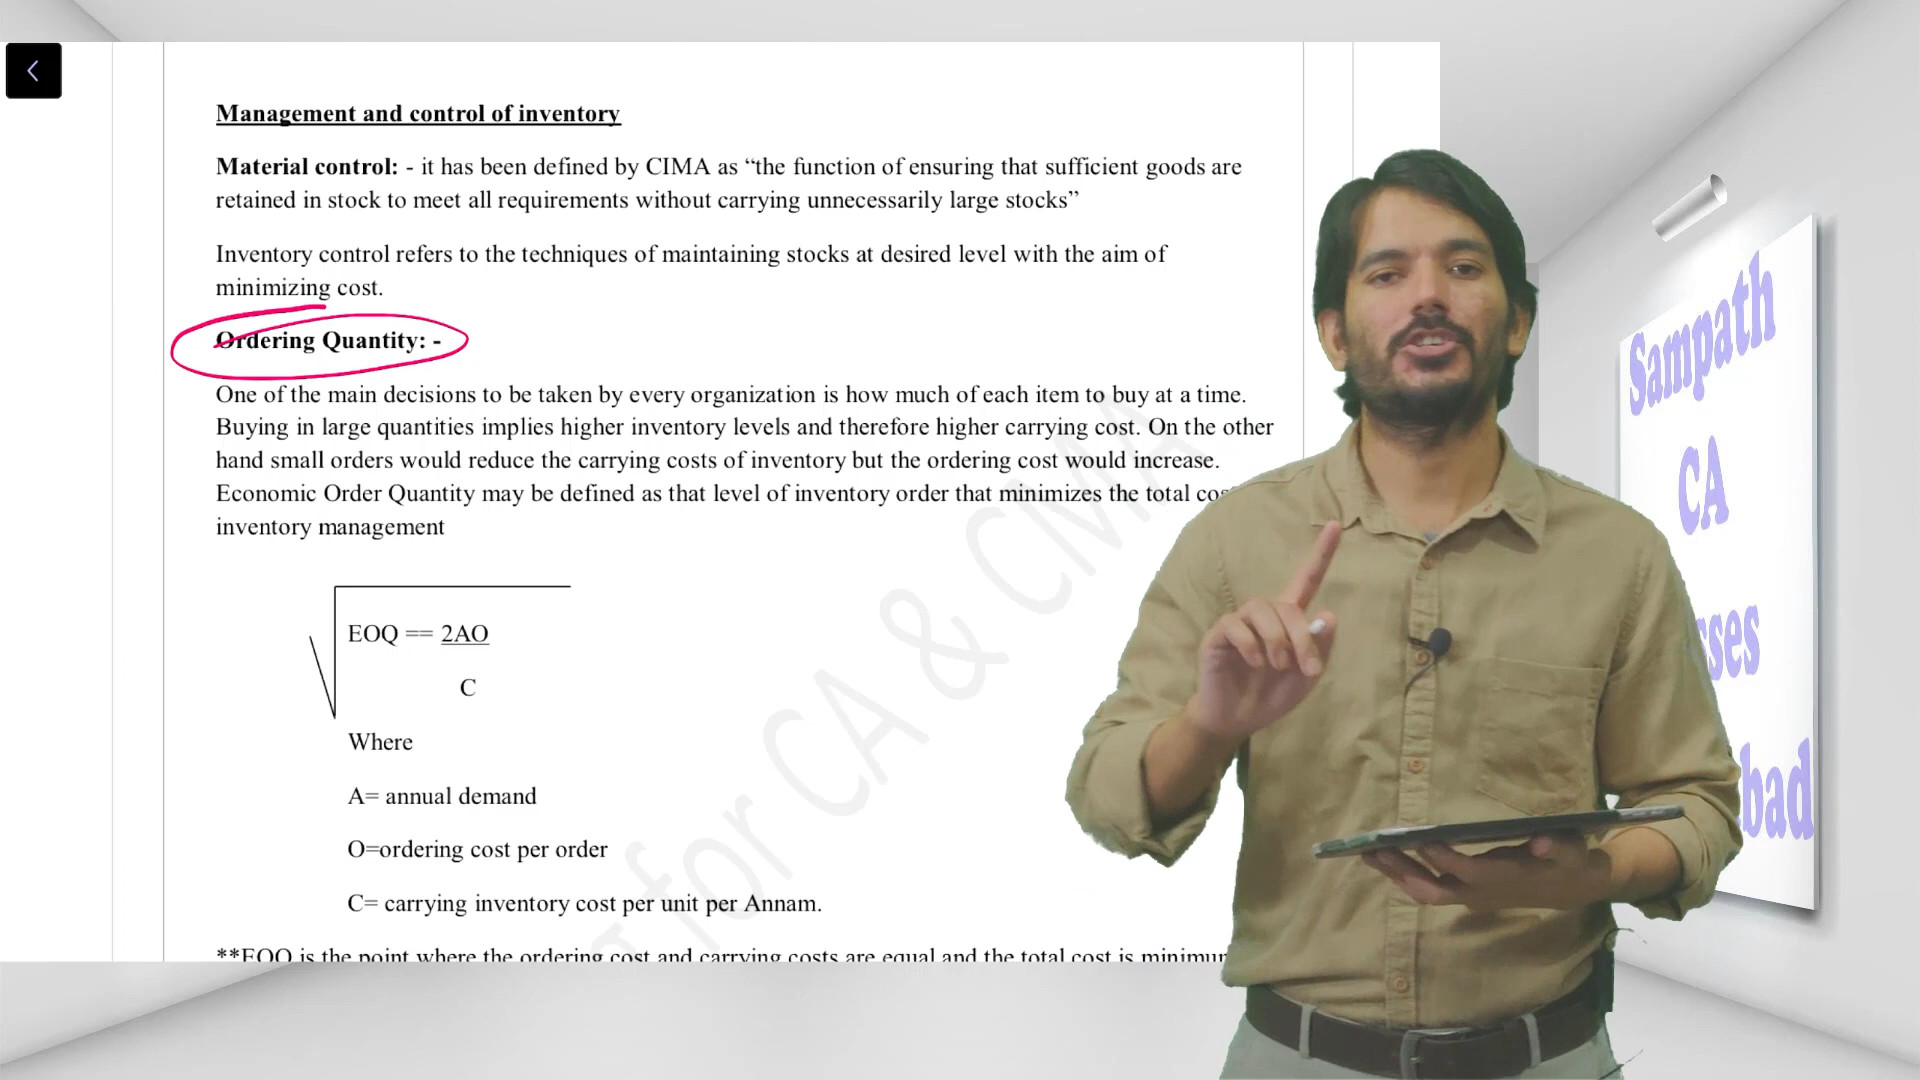 Management and control of inventory
Material control: - it has been defined by CIMA as “the function of ensuring that sufficient goods are
retained in stock to meet all requirements without carrying unnecessarily large stocks”
Inventory control refers to the techniques of maintaining stocks at desired level with the aim of
minimizing cost.
Ordering Quantity: -
One of the main decisions to be taken by every organization is how much of each item to buy at a time.
Buying in large quantities implies higher inventory levels and therefore higher carrying cost. On the other
hand small orders would reduce the carrying costs of inventory but the ordering cost would increase.
Economic Order Quantity may be defined as that level of inventory order that minimizes the total
inventory management
EOQ == 2AO
C
Where
A= annual demand
O=ordering cost per order
C= carrying inventory cost per unit per Annam.
**EOQ is the point where the ordering cost and carrying costs are equal and the total cost is
for CA & CMA
Sampath
CA